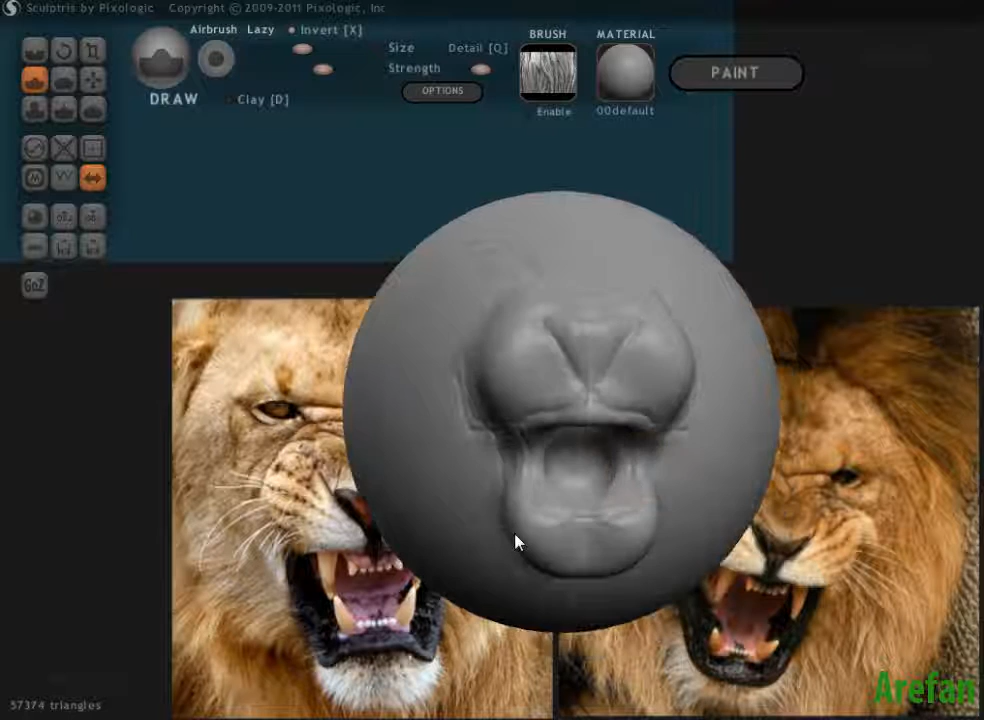 Sculptris by Pixologic Copyright © 2009-2011 Pixologic, Inc
Airbrush Lazy Invert [X]
BRUSH MATERIAL
Size Detail [Q]
Strength
PAINT
OPTIONS
DRAW Clay [D]
Enable 00default
GoZ
57374 triangles
Arefan